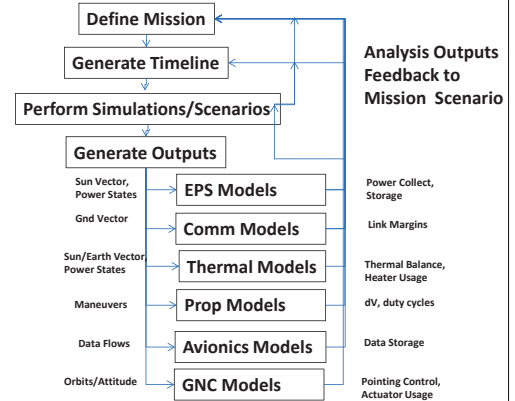 Define Mission
Generate Timeline
Perform Simulations/Scenarios
Generate Outputs
Analysis Outputs
Feedback to
Mission Scenario
Sun Vector,
Power States
EPS Models
Power Collect,
Storage
Gnd Vector
Comm Models
Link Margins
Sun/Earth Vector,
Power States
Thermal Models
Thermal Balance,
Heater Usage
Maneuvers
Prop Models
dV, duty cycles
Data Flows
Avionics Models
Data Storage
Orbits/Attitude
GNC Models
Pointing Control,
Actuator Usage